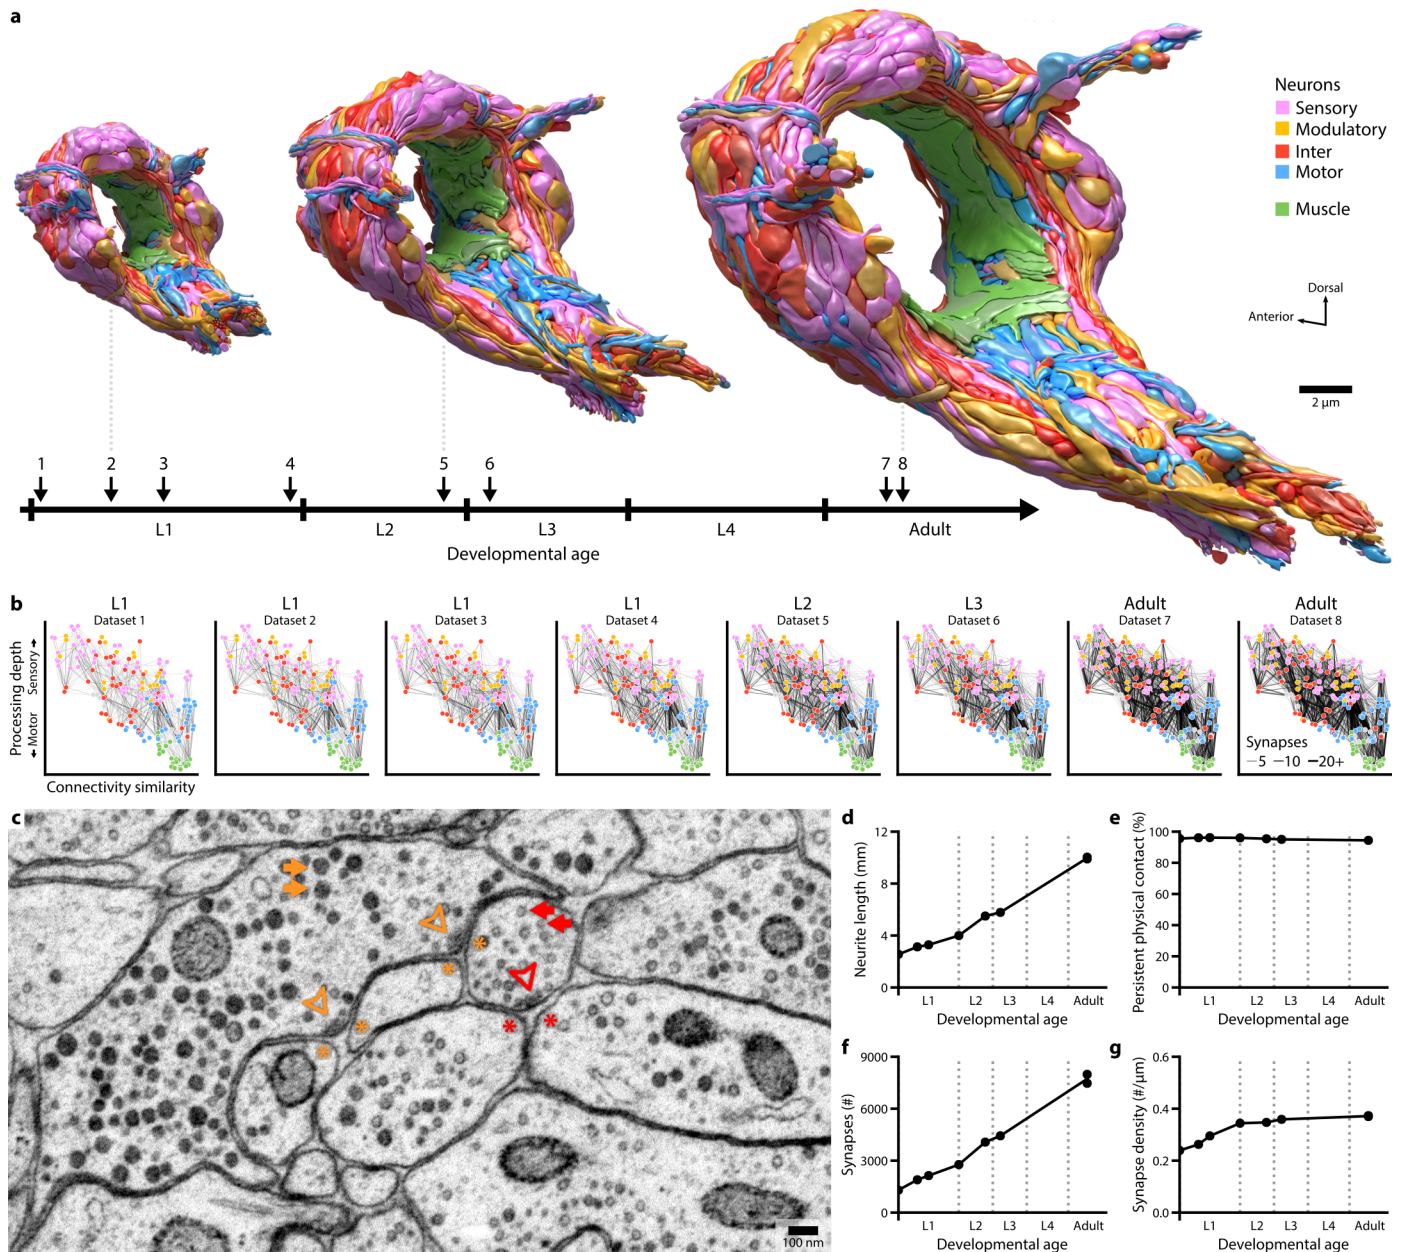 a
Neurons
Sensory
Modulatory
Inter
Motor
Muscle
Dorsal
Anterior
2 μm
1 2 3 4 5 6 7 8
L1 L2 L3 L4 Adult
Developmental age
b
L1 L1 L1 L1 L2 L3 Adult Adult
Dataset 1 Dataset 2 Dataset 3 Dataset 4 Dataset 5 Dataset 6 Dataset 7 Dataset 8
Processing depth
Motor Sensory
Connectivity similarity
Synapses
5 10 20+
c
100 nm
d
Neurite length (mm)
12
8
4
0
L1 L2 L3 L4 Adult
Developmental age
e
Persistent physical contact (%)
100
80
60
40
20
0
L1 L2 L3 L4 Adult
Developmental age
f
Synapses (#)
9000
6000
3000
0
L1 L2 L3 L4 Adult
Developmental age
g
Synapse density (#/μm)
0.6
0.4
0.2
0.0
L1 L2 L3 L4 Adult
Developmental age